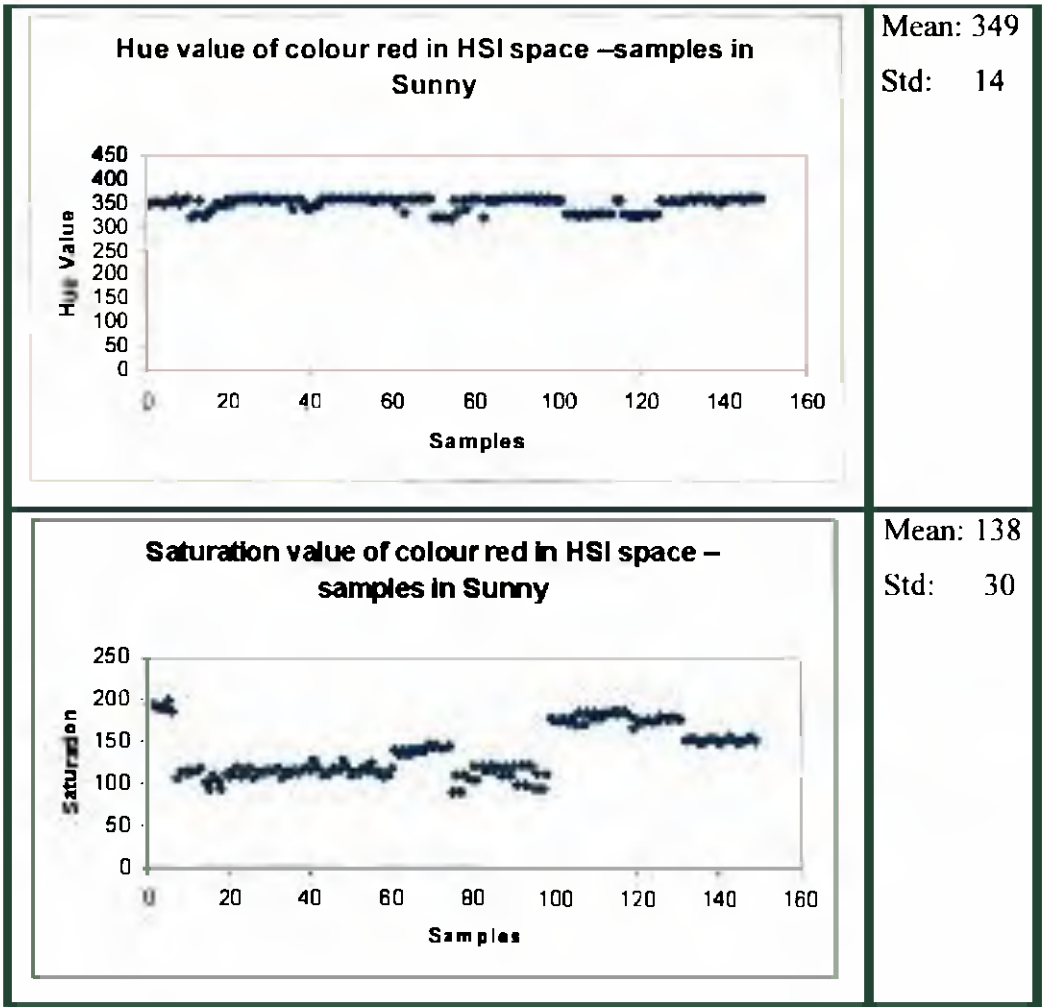 Hue value of colour red in HSI space –samples in
Sunny
450
400
350
300
250
200
150
100
50
0
Hue Value
0 20 40 60 80 100 120 140 160
Samples
Mean: 349
Std: 14
Saturation value of colour red in HSI space –
samples in Sunny
250
200
150
100
50
0
Saturation
0 20 40 60 80 100 120 140 160
Samples
Mean: 138
Std: 30